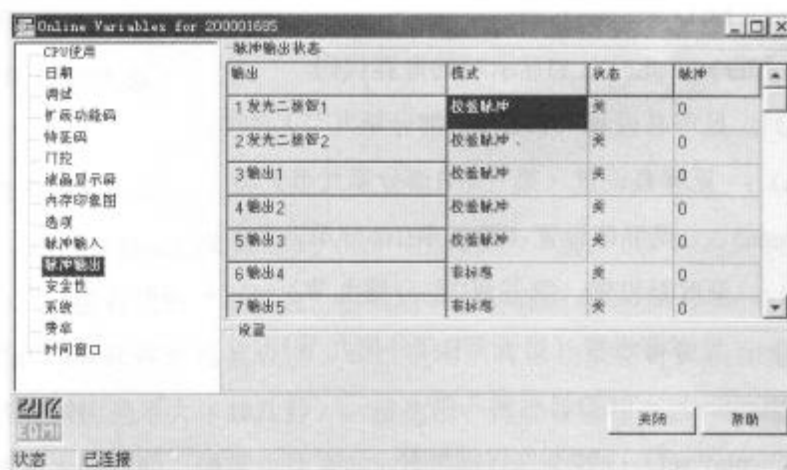 Online Variables for 200001685
CPU使用
日期
调试
扩展功能码
特征码
门控
液晶显示屏
内存印象图
选项
脉冲输入
脉冲输出
安全性
系统
费率
时间窗口
脉冲输出状态
输出 模式 状态 脉冲
1 发光二极管1 校验脉冲 关 0
2 发光二极管2 校验脉冲 关 0
3 输出1 校验脉冲 关 0
4 输出2 校验脉冲 关 0
5 输出3 校验脉冲 关 0
6 输出4 非标准 关 0
7 输出5 非标准 关 0
设置
EDMI
关闭 帮助
状态 已连接